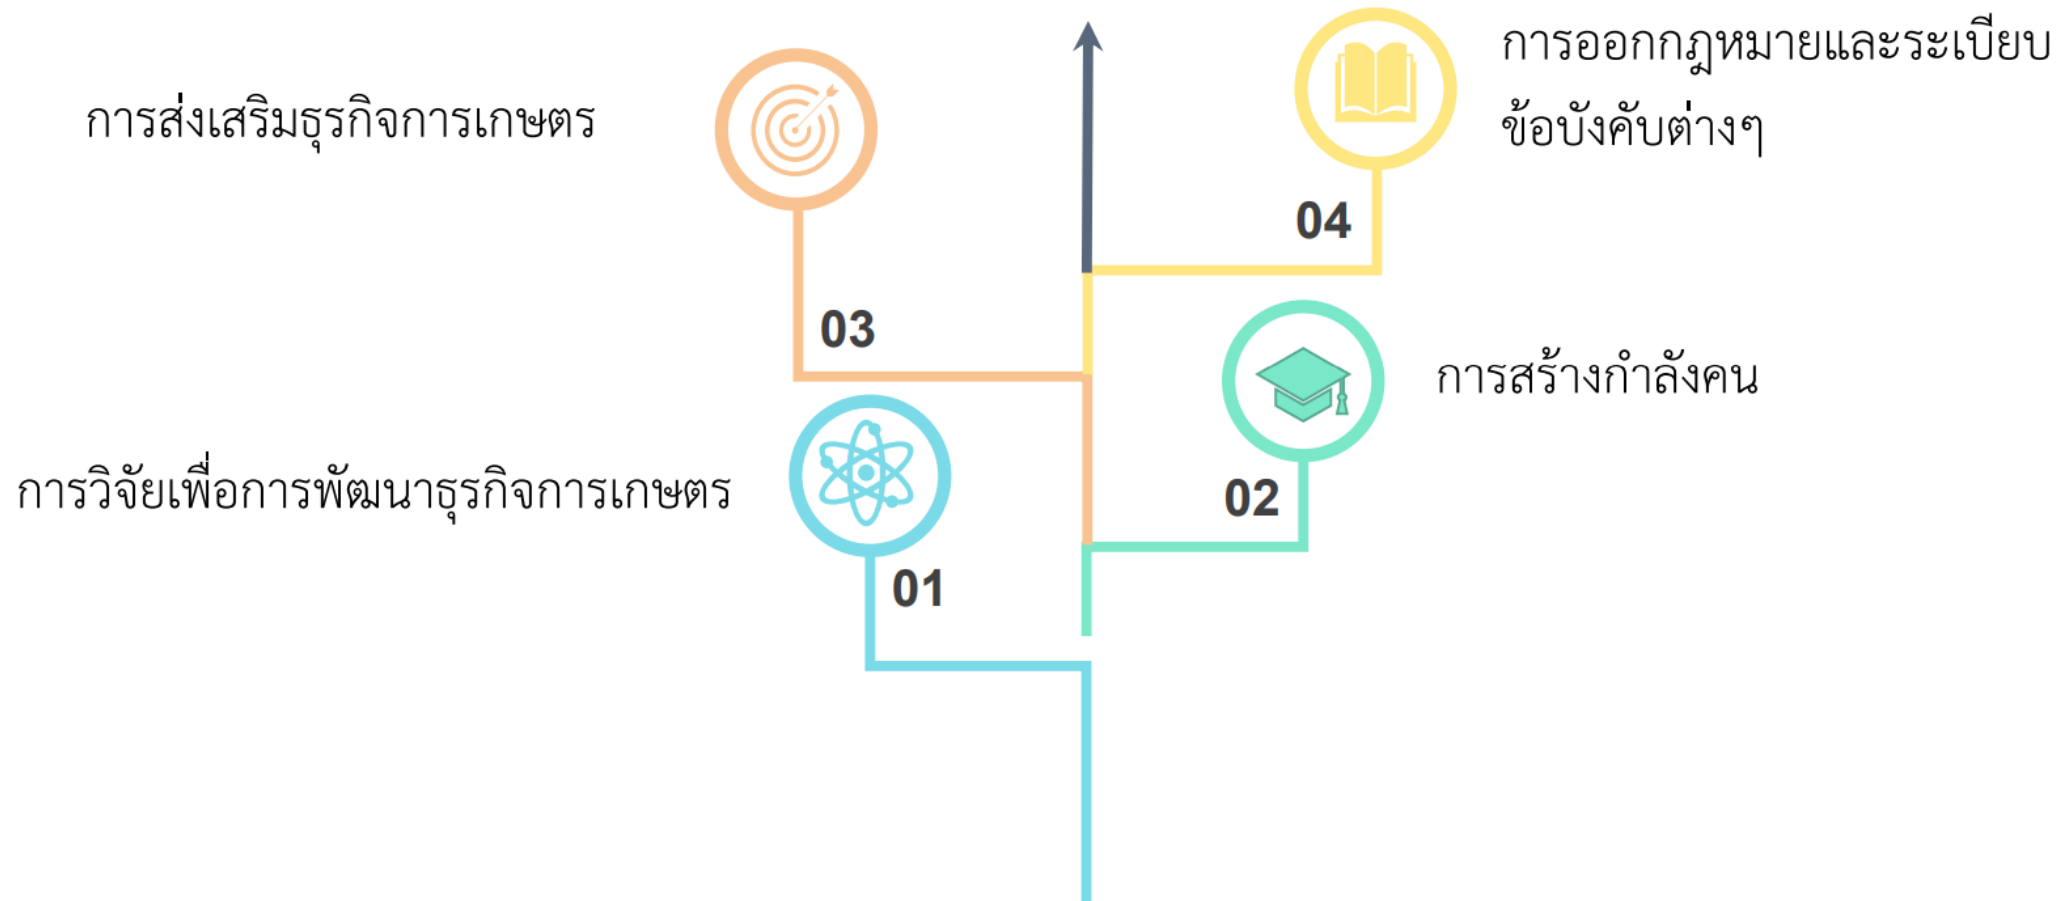 การออกกฎหมายและระเบียบ
ข้อบังคับต่างๆ
04
การส่งเสริมธุรกิจการเกษตร
03
การสร้างกำลังคน
02
การวิจัยเพื่อการพัฒนาธุรกิจการเกษตร
01